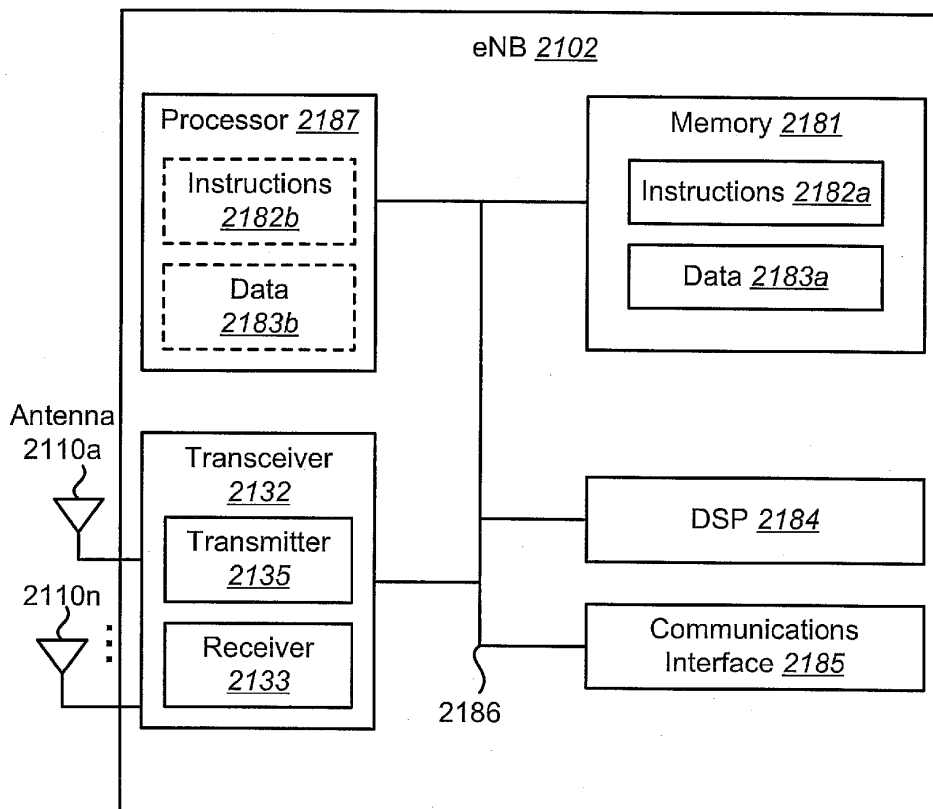 eNB 2102
Processor 2187
Instructions
2182b
Data
2183b
Memory 2181
Instructions 2182a
Data 2183a
Antenna
2110a
2110n
Transceiver
2132
Transmitter
2135
Receiver
2133
DSP 2184
Communications
Interface 2185
2186